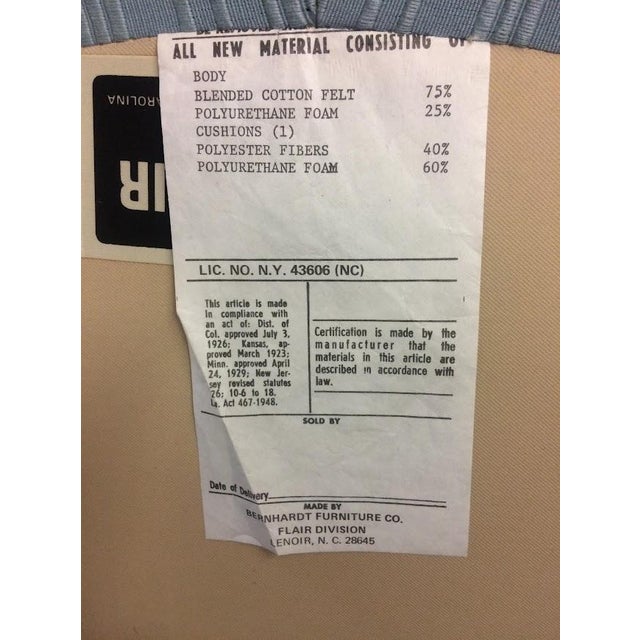 BE REMOVED
ALL NEW MATERIAL CONSISTING OF
BODY
BLENDED COTTON FELT 75%
POLYURETHANE FOAM 25%
CUSHIONS (1)
POLYESTER FIBERS 40%
POLYURETHANE FOAM 60%
LIC. NO. N.Y. 43606 (NC)
This article is made
in compliance with
an act of: Dist. of
Col. approved July 3,
1926; Kansas, ap-
proved March 1923;
Minn. approved April
24, 1929; New Jer-
sey revised statutes
26; 10-6 to 18.
La. Act 467-1948.
Certification is made by the
manufacturer that the
materials in this article are
described in accordance with
law.
SOLD BY
Date of Delivery
MADE BY
BERNHARDT FURNITURE CO.
FLAIR DIVISION
LENOIR, N. C. 28645
AROLINA
IR